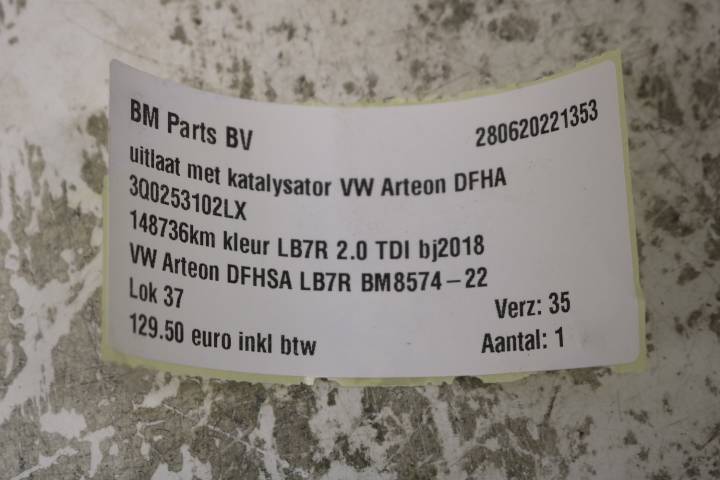 BM Parts BV 280620221353
uitlaat met katalysator VW Arteon DFHA
3Q0253102LX
148736km kleur LB7R 2.0 TDI bj2018
VW Arteon DFHSA LB7R BM8574-22
Lok 37 Verz: 35
129.50 euro inkl btw Aantal: 1